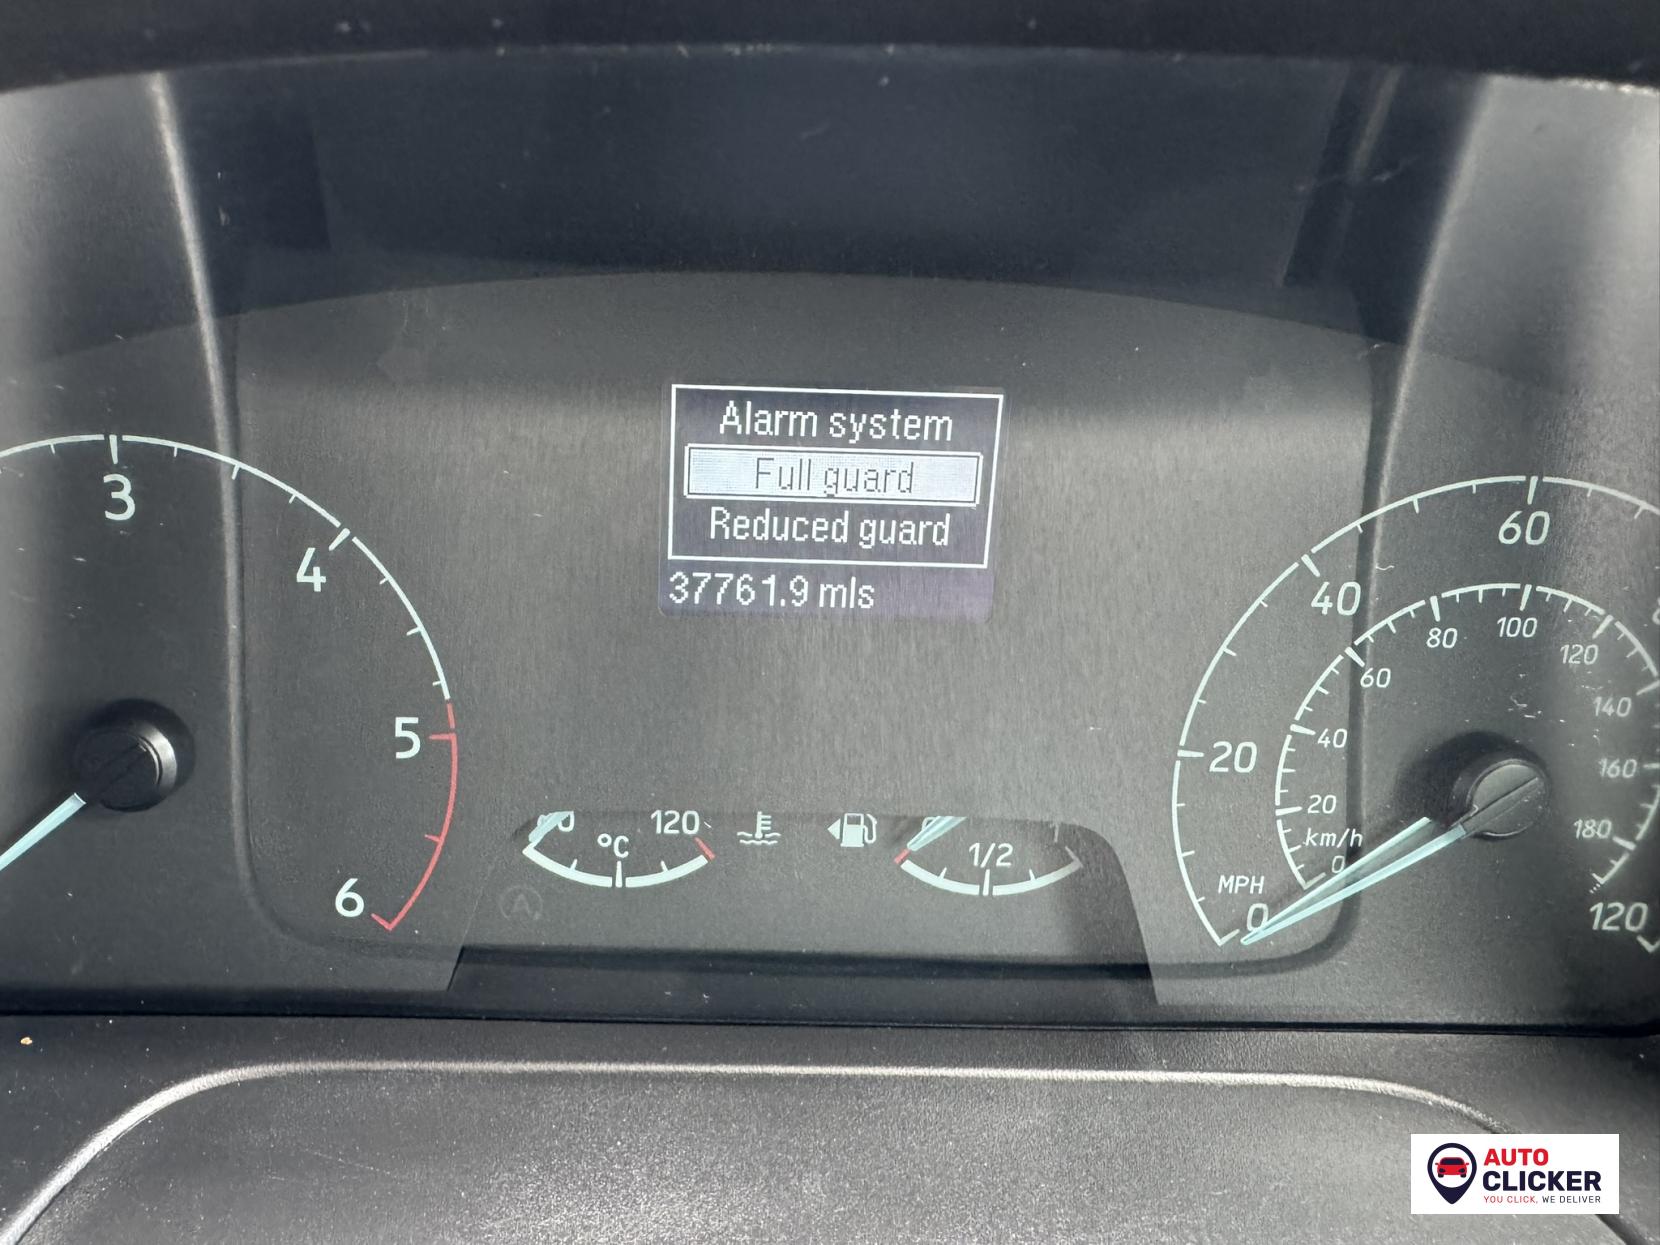 Alarm system
Full guard
Reduced guard
37761.9 mls
3
4
5
6
120
°C
1/2
60
40
20
MPH
0
120
100
80
120
60
140
40
160
20
180
km/h
0
AUTO
CLICKER
YOU CLICK, WE DELIVER